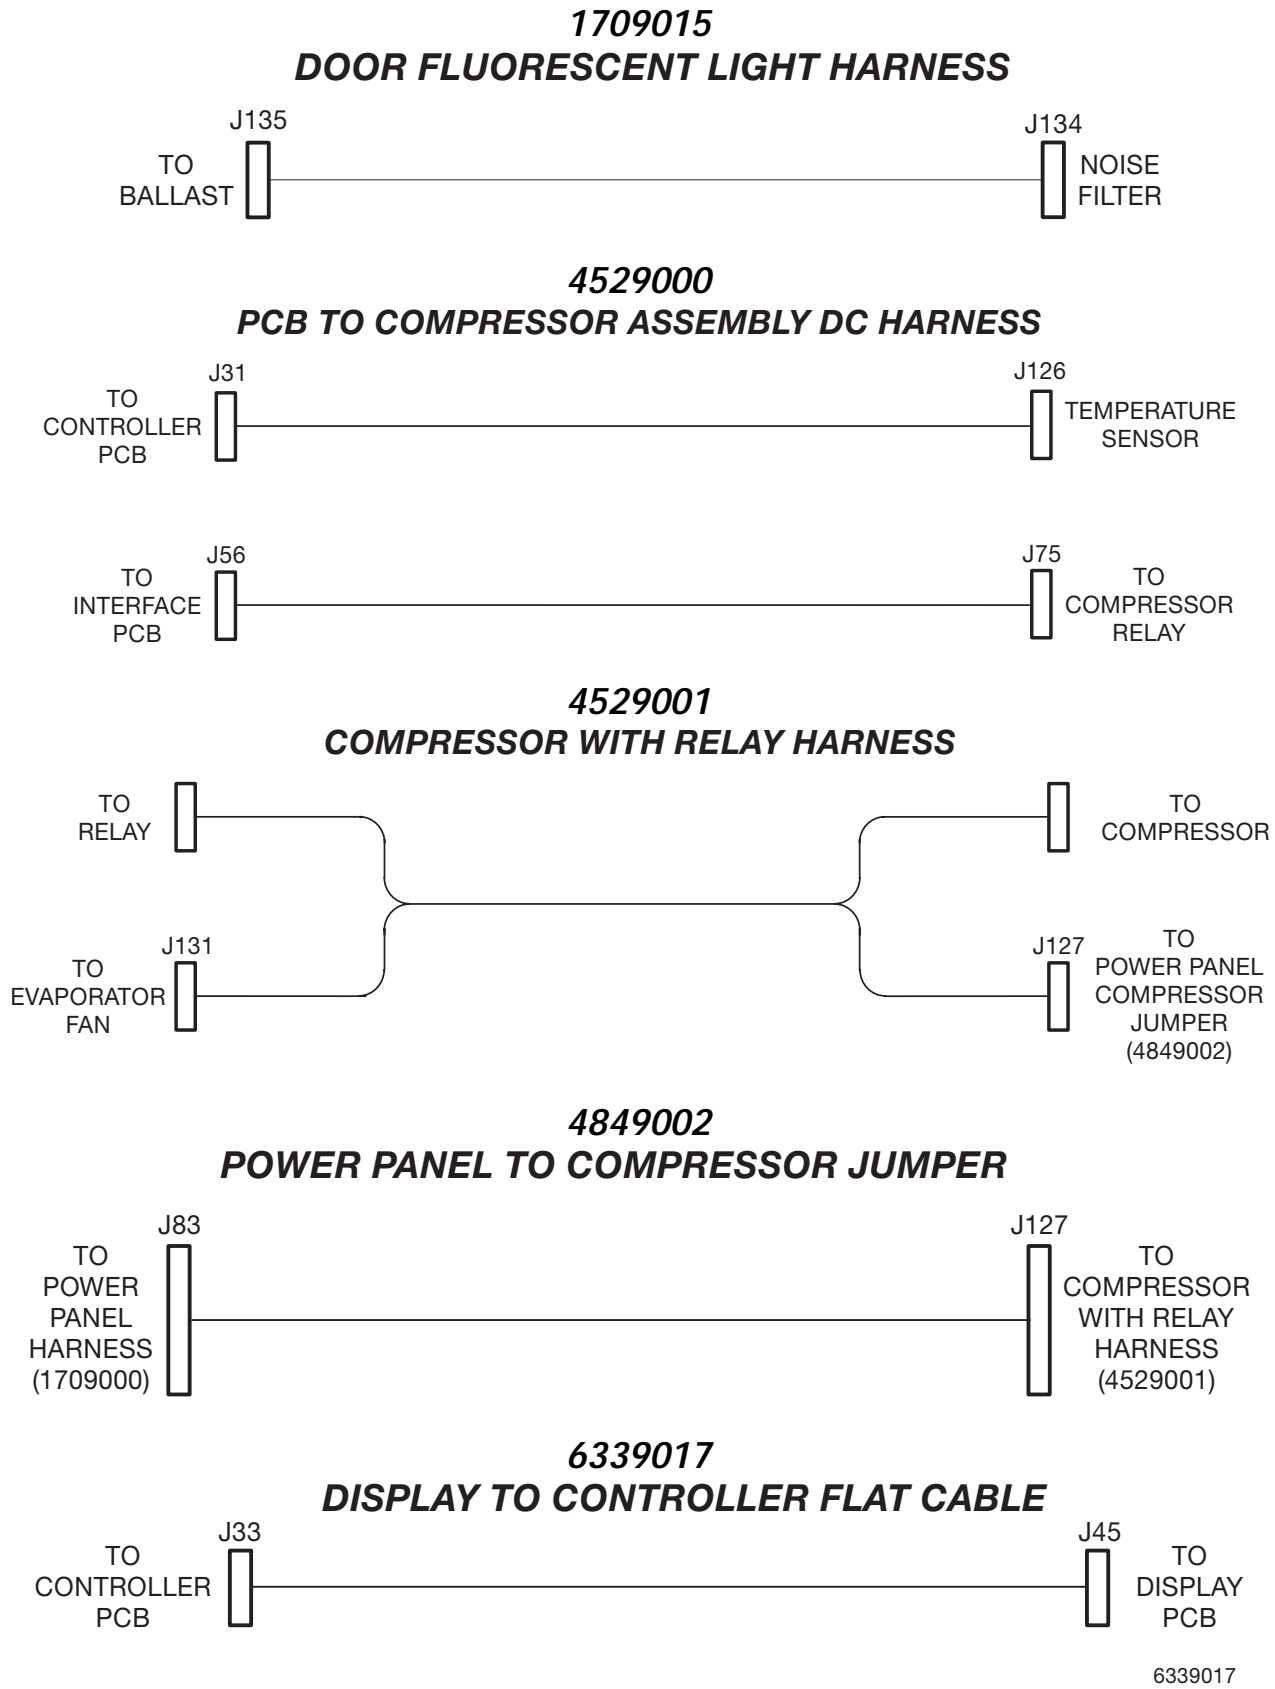 1709015
DOOR FLUORESCENT LIGHT HARNESS
J135
J134
TO
BALLAST
NOISE
FILTER
4529000
PCB TO COMPRESSOR ASSEMBLY DC HARNESS
J31
J126
TO
CONTROLLER
PCB
TEMPERATURE
SENSOR
J56
J75
TO
INTERFACE
PCB
TO
COMPRESSOR
RELAY
4529001
COMPRESSOR WITH RELAY HARNESS
TO
RELAY
TO
COMPRESSOR
J131
TO
EVAPORATOR
FAN
J127
TO
POWER PANEL
COMPRESSOR
JUMPER
(4849002)
4849002
POWER PANEL TO COMPRESSOR JUMPER
J83
J127
TO
POWER
PANEL
HARNESS
(1709000)
TO
COMPRESSOR
WITH RELAY
HARNESS
(4529001)
6339017
DISPLAY TO CONTROLLER FLAT CABLE
J33
J45
TO
CONTROLLER
PCB
TO
DISPLAY
PCB
6339017